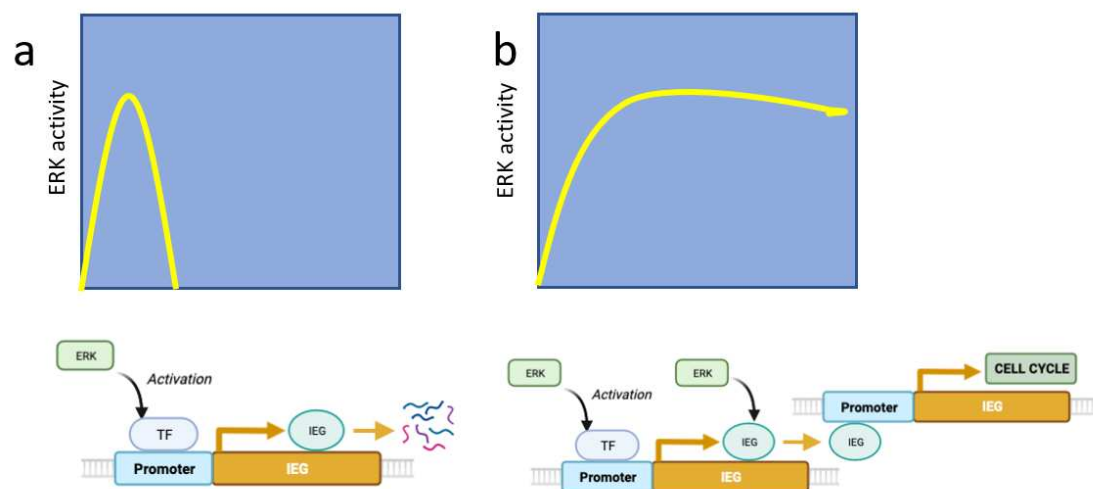 a
ERK activity
ERK
Activation
TF
IEG
Promoter
IEG
b
ERK activity
ERK
Activation
ERK
CELL CYCLE
Promoter
IEG
TF
IEG
IEG
Promoter
IEG